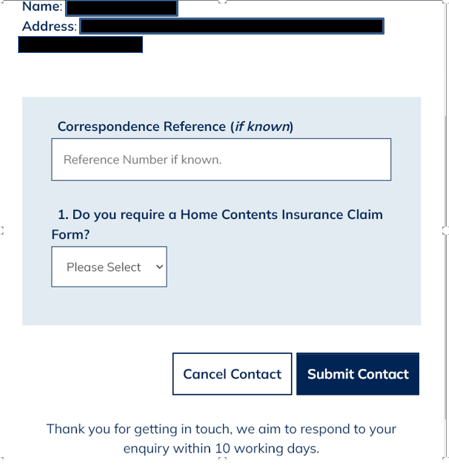 Name:
Address:
Correspondence Reference (if known)
Reference Number if known.
1. Do you require a Home Contents Insurance Claim
Form?
Please Select
Cancel Contact
Submit Contact
Thank you for getting in touch, we aim to respond to your
enquiry within 10 working days.